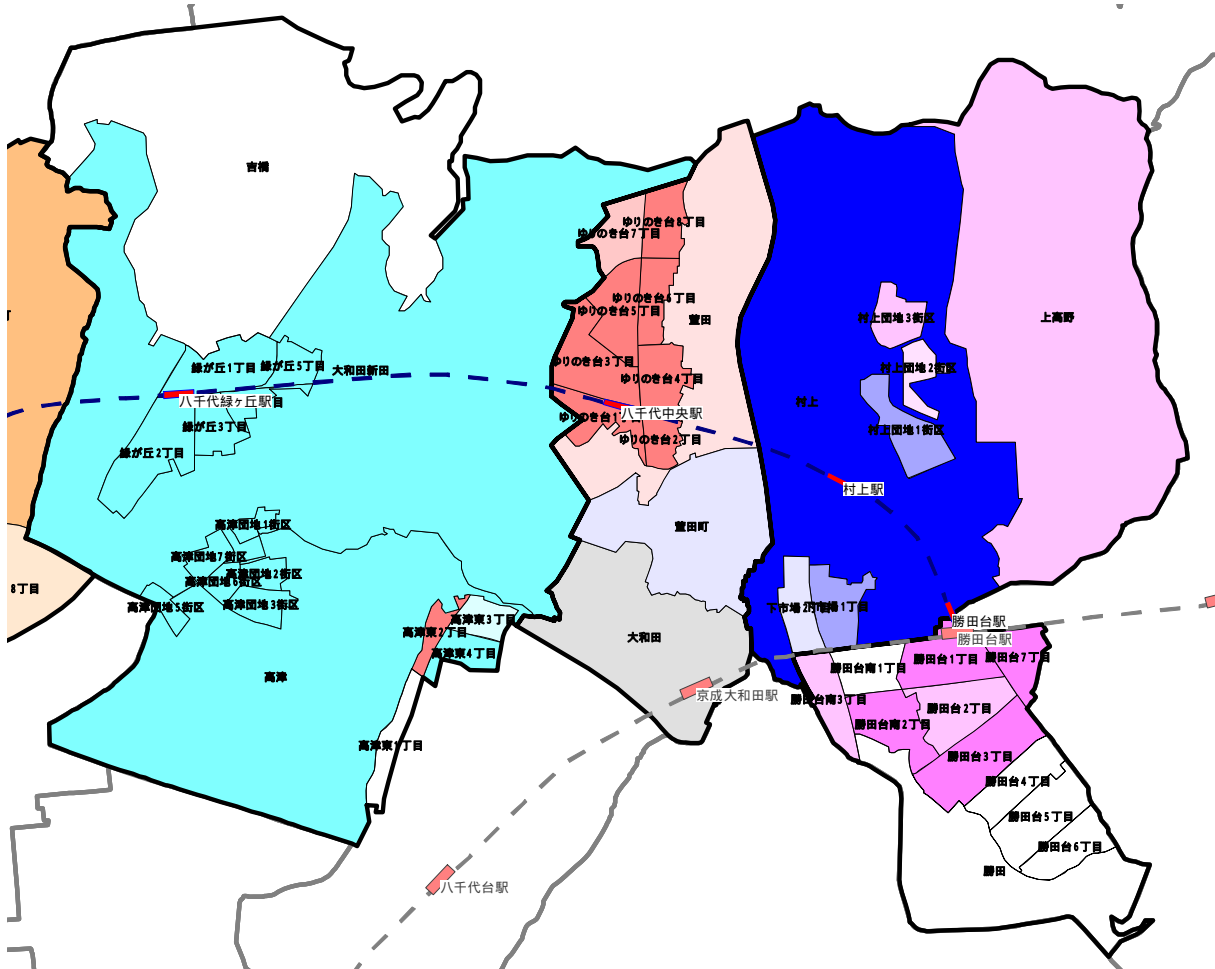 吉橋
ゆりのき台8丁目
ゆりのき台7丁目
ゆりのき台6丁目
ゆりのき台5丁目
萱田
村上団地3街区
上高野
緑が丘1丁目
緑が丘5丁目
大和田新田
ゆりのき台3丁目
ゆりのき台4丁目
村上団地2街区
八千代緑ヶ丘駅
目
村上
八千代中央駅
ゆりのき台1
緑が丘3丁目
村上団地1街区
ゆりのき台2丁目
緑が丘2丁目
村上駅
高津団地1街区
萱田町
高津団地7街区
高津団地2街区
高津団地6街区
8丁目
高津団地3街区
高津団地5街区
下市場2丁目
下市場1丁目
高津東3丁目
勝田台駅
高津東2丁目
大和田
勝田台駅
高津東4丁目
勝田台1丁目
勝田台7丁目
勝田台南1丁目
高津
京成大和田駅
勝田台南3丁目
勝田台2丁目
勝田台南2丁目
高津東1丁目
勝田台3丁目
勝田台4丁目
勝田台5丁目
勝田台6丁目
勝田
八千代台駅